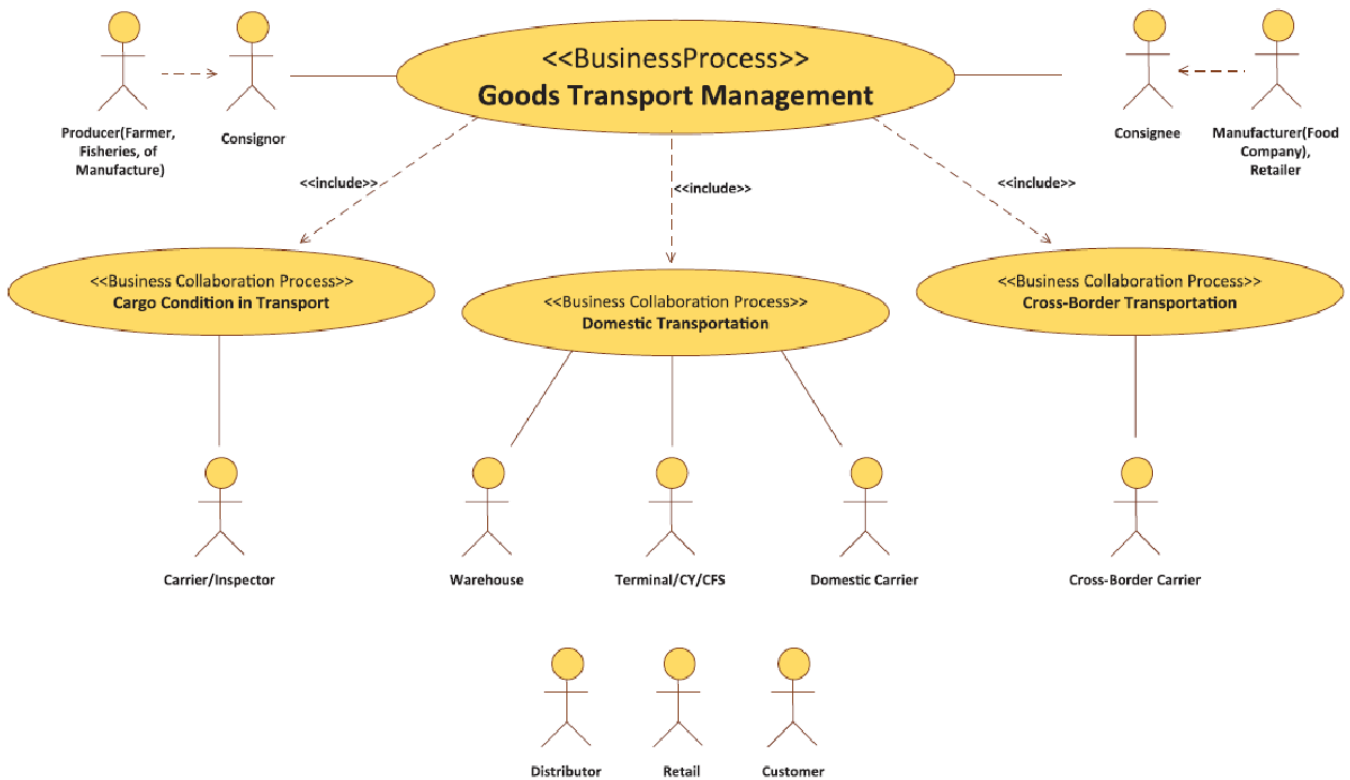 <<BusinessProcess>>
Goods Transport Management
Producer(Farmer,
Fisheries, of
Manufacture)
Consignor
Consignee
Manufacturer(Food
Company),
Retailer
<<include>>
<<include>>
<<include>>
<<Business Collaboration Process>>
Cargo Condition in Transport
<<Business Collaboration Process>>
Domestic Transportation
<<Business Collaboration Process>>
Cross-Border Transportation
Carrier/Inspector
Warehouse
Terminal/CY/CFS
Domestic Carrier
Cross-Border Carrier
Distributor
Retail
Customer